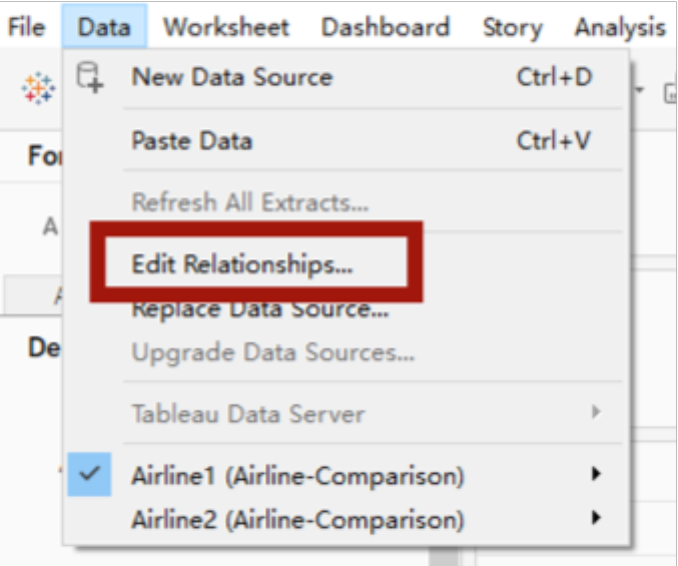 File Data Worksheet Dashboard Story Analysis
New Data Source Ctrl+D
Paste Data Ctrl+V
Refresh All Extracts...
Edit Relationships...
Replace Data Source...
Upgrade Data Sources...
Tableau Data Server
Airline1 (Airline-Comparison)
Airline2 (Airline-Comparison)